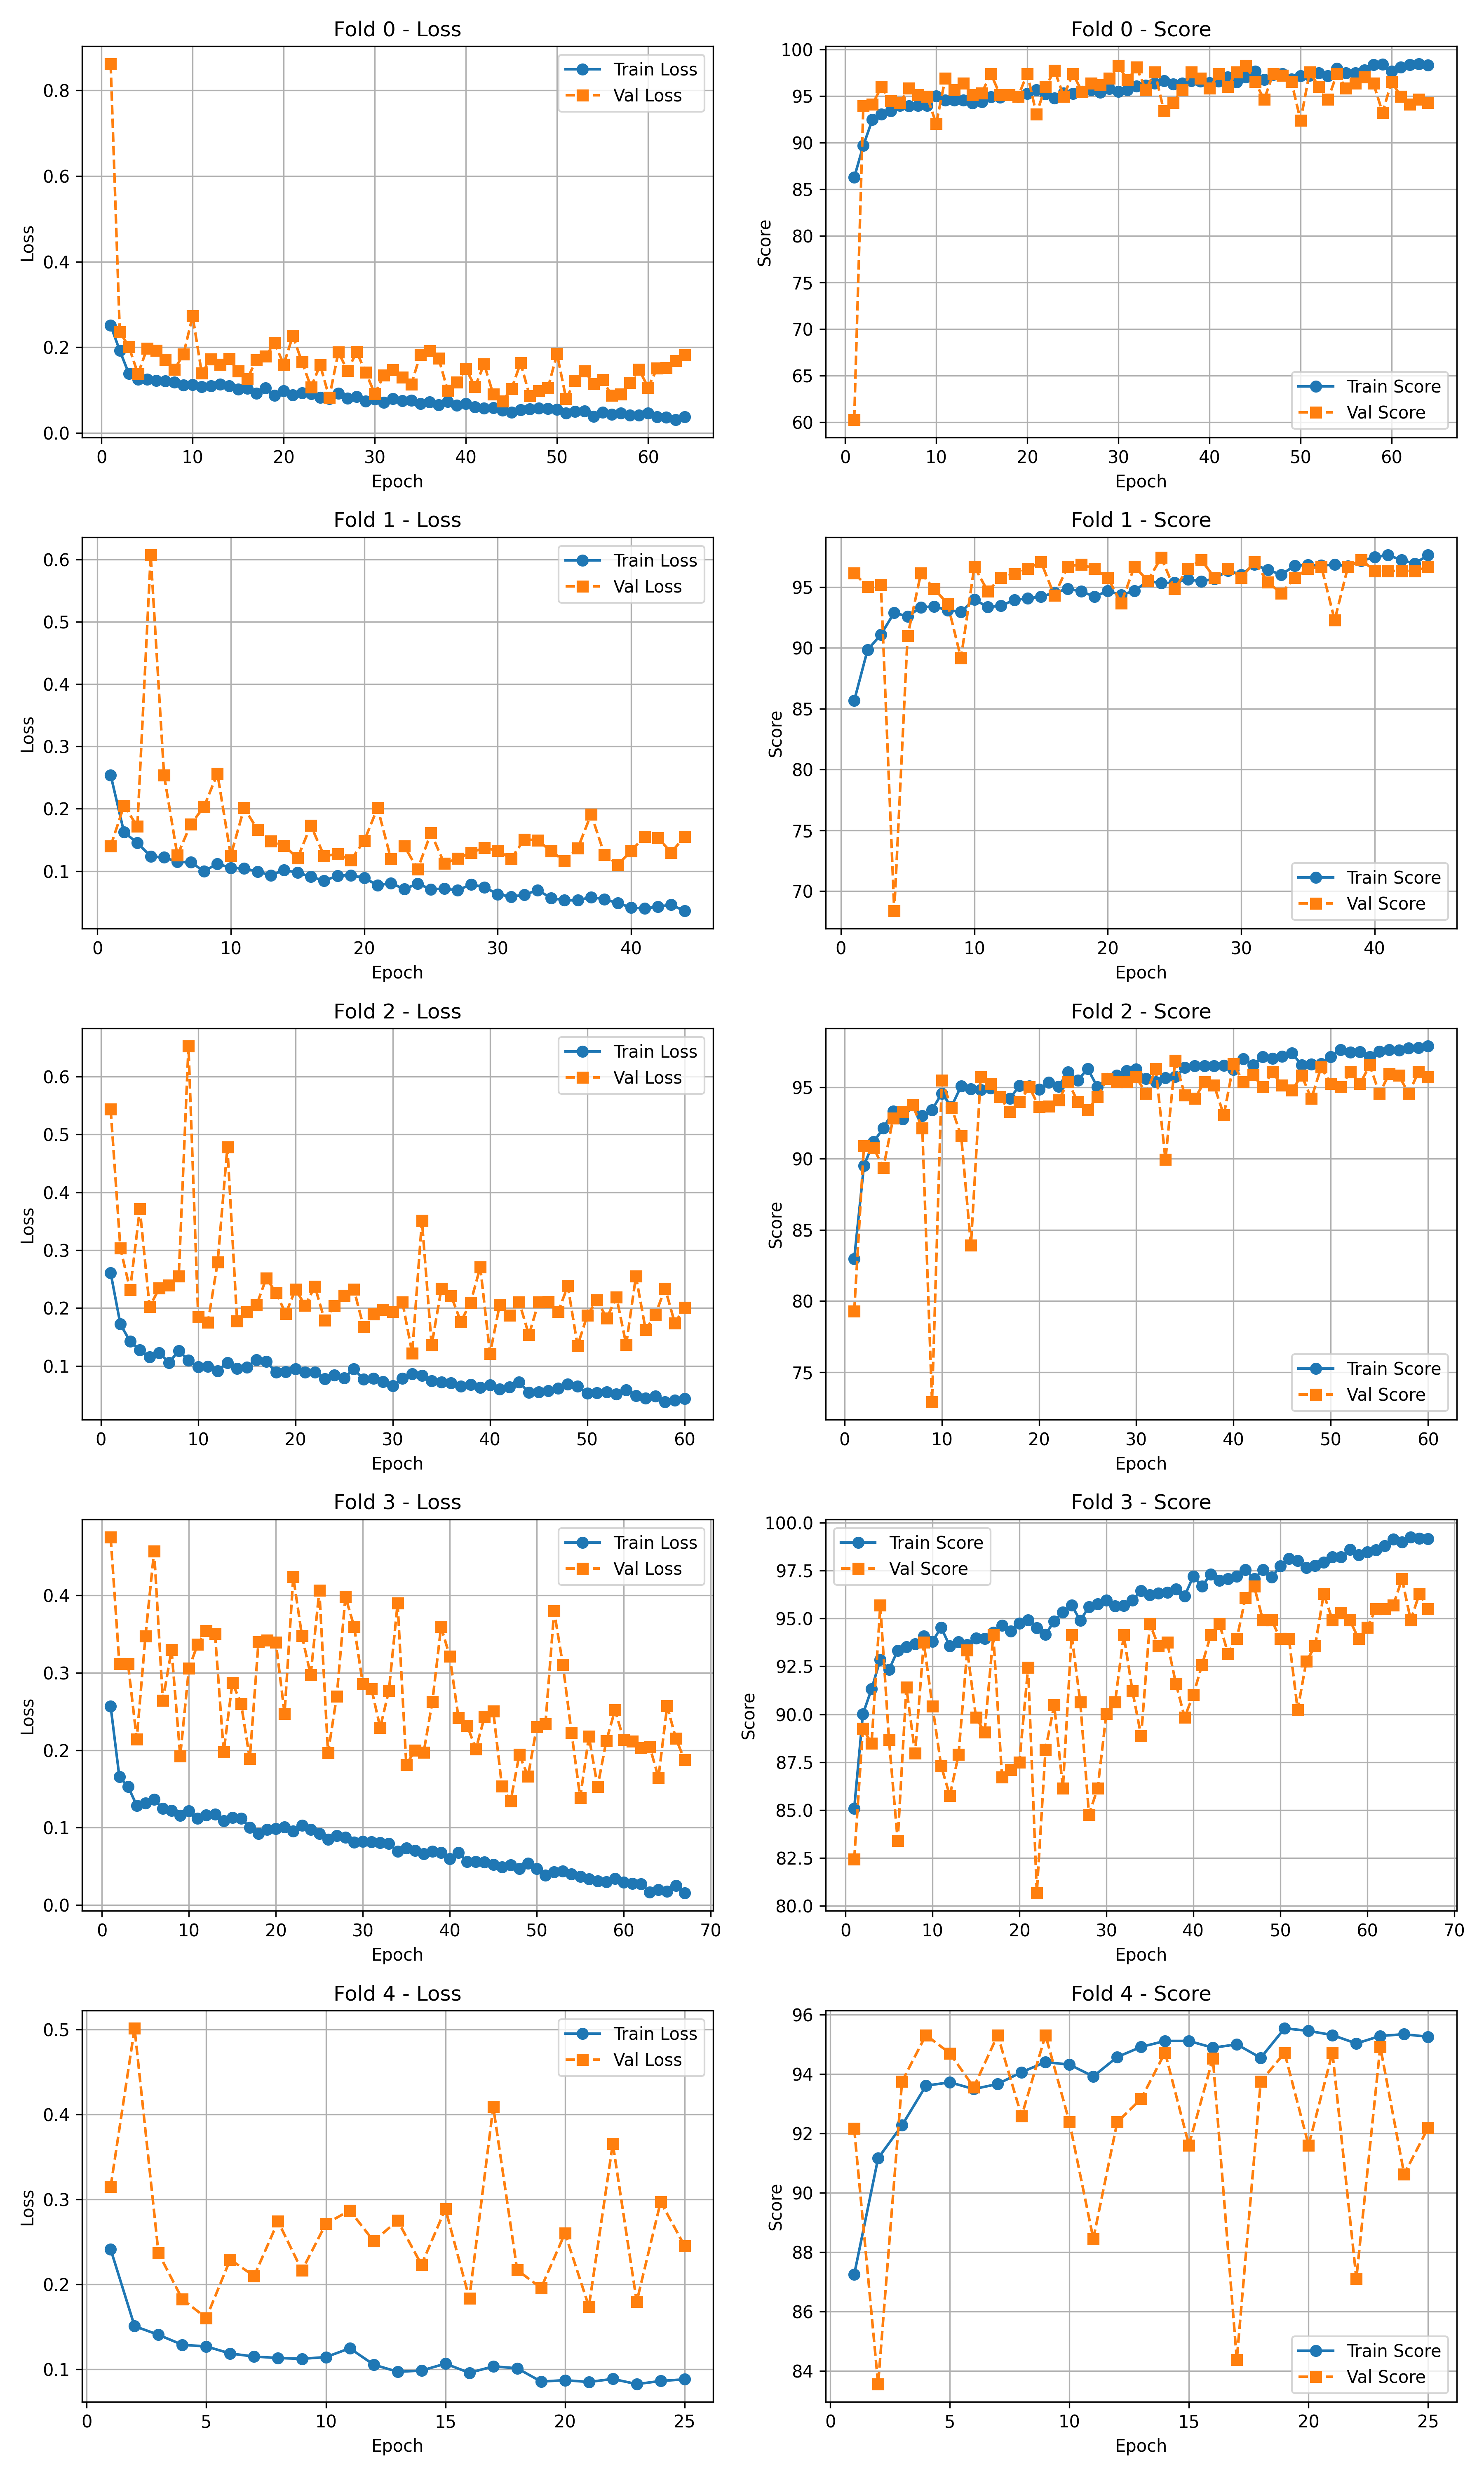 Fold 0 - Loss
Train Loss
Val Loss
0.8
0.6
0.4
0.2
0.0
Loss
0 10 20 30 40 50 60
Epoch
Fold 0 - Score
100
95
90
85
80
75
70
65
60
Score
Train Score
Val Score
0 10 20 30 40 50 60
Epoch
Fold 1 - Loss
Train Loss
Val Loss
0.6
0.5
0.4
0.3
0.2
0.1
Loss
0 10 20 30 40
Epoch
Fold 1 - Score
95
90
85
80
75
70
Score
Train Score
Val Score
0 10 20 30 40
Epoch
Fold 2 - Loss
Train Loss
Val Loss
0.6
0.5
0.4
0.3
0.2
0.1
Loss
0 10 20 30 40 50 60
Epoch
Fold 2 - Score
95
90
85
80
75
Score
Train Score
Val Score
0 10 20 30 40 50 60
Epoch
Fold 3 - Loss
Train Loss
Val Loss
0.4
0.3
0.2
0.1
0.0
Loss
0 10 20 30 40 50 60 70
Epoch
Fold 3 - Score
Train Score
Val Score
100.0
97.5
95.0
92.5
90.0
87.5
85.0
82.5
80.0
Score
0 10 20 30 40 50 60 70
Epoch
Fold 4 - Loss
Train Loss
Val Loss
0.5
0.4
0.3
0.2
0.1
Loss
0 5 10 15 20 25
Epoch
Fold 4 - Score
96
94
92
90
88
86
84
Score
Train Score
Val Score
0 5 10 15 20 25
Epoch